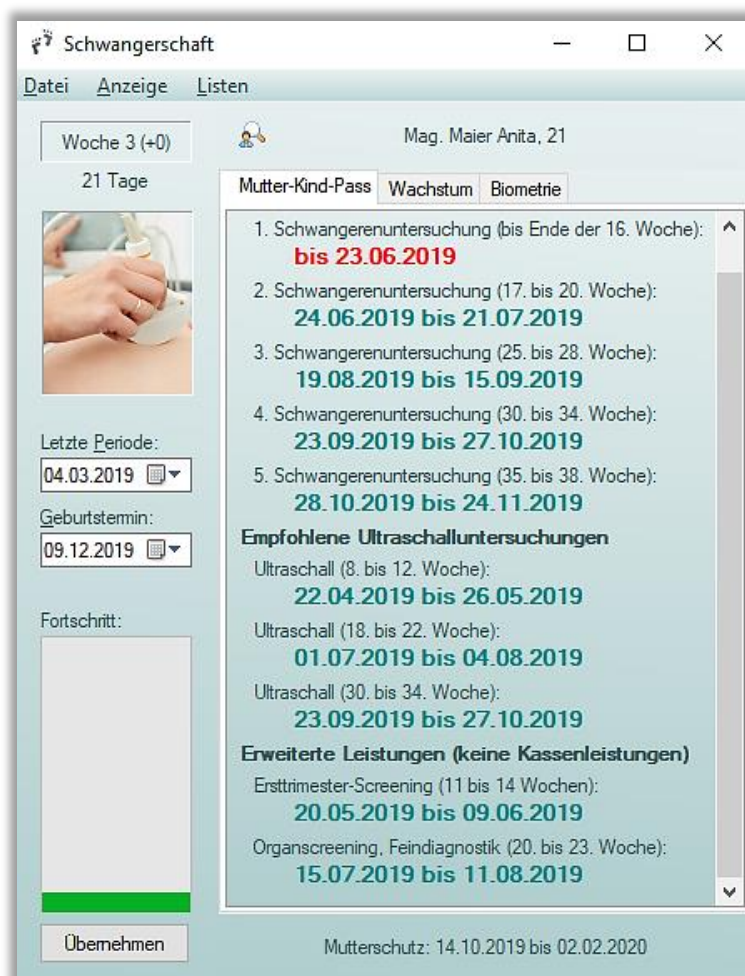 Schwangerschaft
Datei Anzeige Listen
Woche 3 (+0)
21 Tage
Mag. Maier Anita, 21
Mutter-Kind-Pass Wachstum Biometrie
1. Schwangerenuntersuchung (bis Ende der 16. Woche):
bis 23.06.2019
2. Schwangerenuntersuchung (17. bis 20. Woche):
24.06.2019 bis 21.07.2019
3. Schwangerenuntersuchung (25. bis 28. Woche):
19.08.2019 bis 15.09.2019
4. Schwangerenuntersuchung (30. bis 34. Woche):
23.09.2019 bis 27.10.2019
5. Schwangerenuntersuchung (35. bis 38. Woche):
28.10.2019 bis 24.11.2019
Empfohlene Ultraschalluntersuchungen
Ultraschall (8. bis 12. Woche):
22.04.2019 bis 26.05.2019
Ultraschall (18. bis 22. Woche):
01.07.2019 bis 04.08.2019
Ultraschall (30. bis 34. Woche):
23.09.2019 bis 27.10.2019
Erweiterte Leistungen (keine Kassenleistungen)
Ersttrimester-Screening (11 bis 14 Wochen):
20.05.2019 bis 09.06.2019
Organscreening, Feindiagnostik (20. bis 23. Woche):
15.07.2019 bis 11.08.2019
Letzte Periode:
04.03.2019
Geburtstermin:
09.12.2019
Fortschritt:
Übernehmen
Mutterschutz: 14.10.2019 bis 02.02.2020